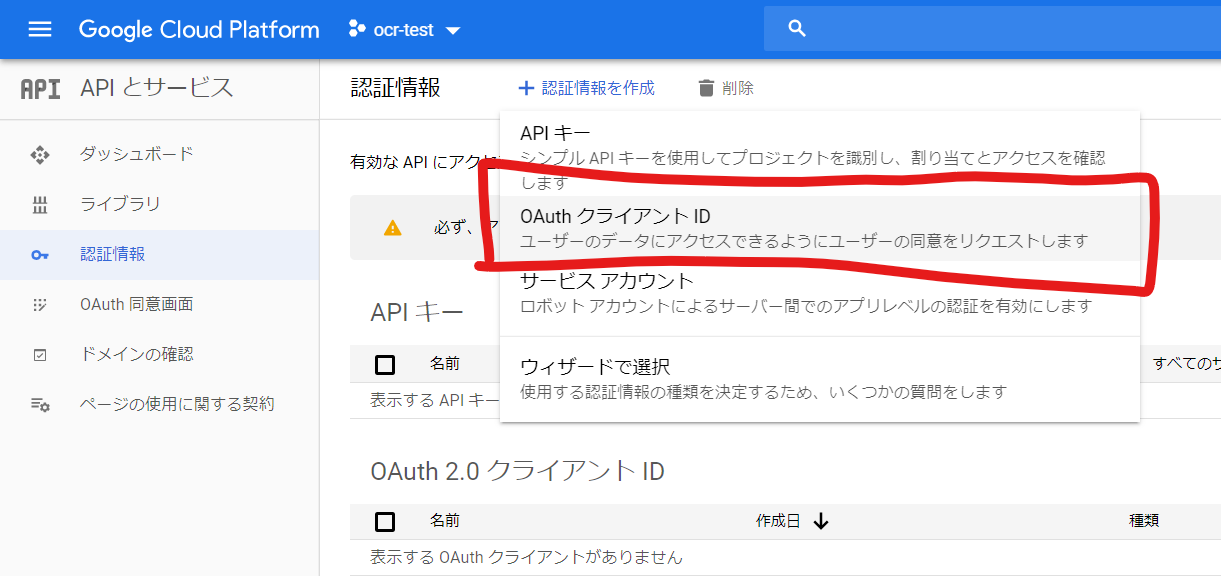 Google Cloud Platform
ocr-test
API API とサービス
認証情報
認証情報を作成
削除
ダッシュボード
ライブラリ
認証情報
OAuth 同意画面
ドメインの確認
ページの使用に関する契約
有効な API にアクセ
必ず、ア
API キー
シンプル API キーを使用してプロジェクトを識別し、割り当てとアクセスを確認
します
OAuth クライアント ID
ユーザーのデータにアクセスできるようにユーザーの同意をリクエストします
サービス アカウント
ロボット アカウントによるサーバー間でのアプリレベルの認証を有効にします
ウィザードで選択
使用する認証情報の種類を決定するため、いくつかの質問をします
API キー
名前
すべてのサ
表示する API キー
OAuth 2.0 クライアント ID
名前 作成日 種類
表示する OAuth クライアントがありません